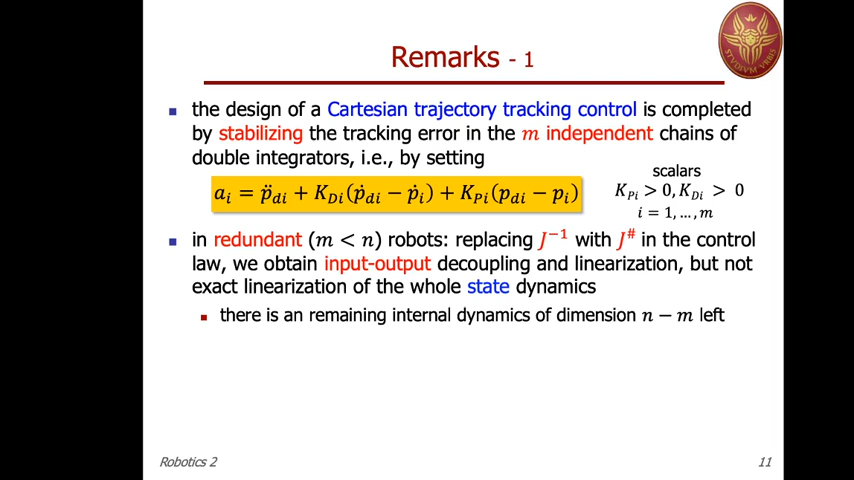 Remarks - 1
STVDIVM VRBIS
the design of a Cartesian trajectory tracking control is completed
by stabilizing the tracking error in the m independent chains of
double integrators, i.e., by setting
a_i = p̈_di + K_Di(ṗ_di − ṗ_i) + K_Pi(p_di − p_i)
scalars
K_Pi > 0, K_Di > 0
i = 1, … , m
in redundant (m < n) robots: replacing J⁻¹ with J^# in the control
law, we obtain input-output decoupling and linearization, but not
exact linearization of the whole state dynamics
there is an remaining internal dynamics of dimension n − m left
Robotics 2
11